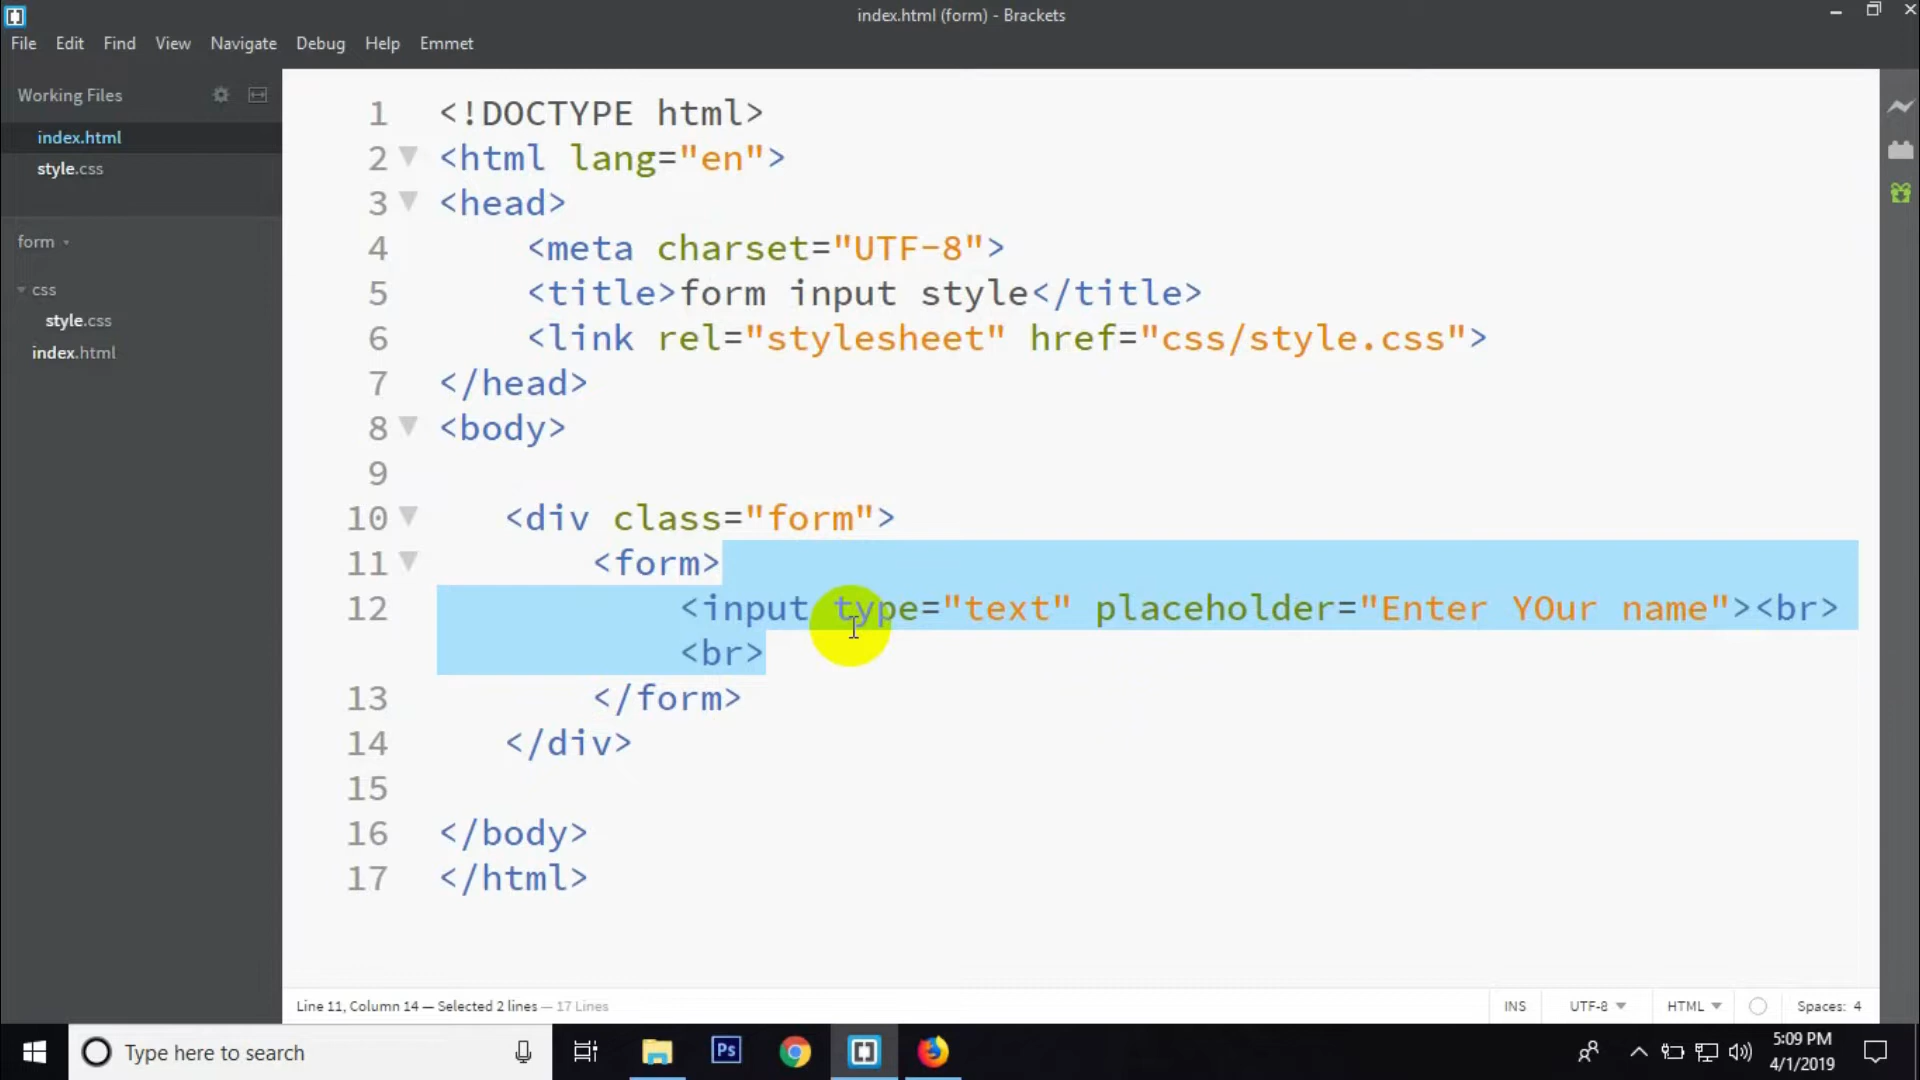 index.html (form) - Brackets
File Edit Find View Navigate Debug Help Emmet
Working Files
index.html
style.css
form
css
style.css
index.html
1 <!DOCTYPE html>
2 <html lang="en">
3 <head>
4 <meta charset="UTF-8">
5 <title>form input style</title>
6 <link rel="stylesheet" href="css/style.css">
7 </head>
8 <body>
9
10 <div class="form">
11 <form>
12 <input type="text" placeholder="Enter YOur name"><br>
<br>
13 </form>
14 </div>
15
16 </body>
17 </html>
Line 11, Column 14 — Selected 2 lines — 17 Lines
INS UTF-8 HTML Spaces: 4
Type here to search
Ps
5:09 PM
4/1/2019